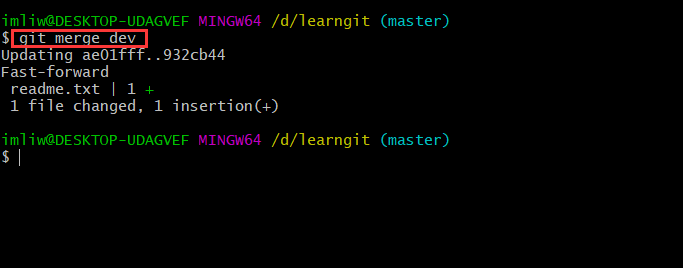 imliw@DESKTOP-UDAGVEF MINGW64 /d/learngit (master)
$ git merge dev
Updating ae01fff..932cb44
Fast-forward
 readme.txt | 1 +
 1 file changed, 1 insertion(+)
imliw@DESKTOP-UDAGVEF MINGW64 /d/learngit (master)
$